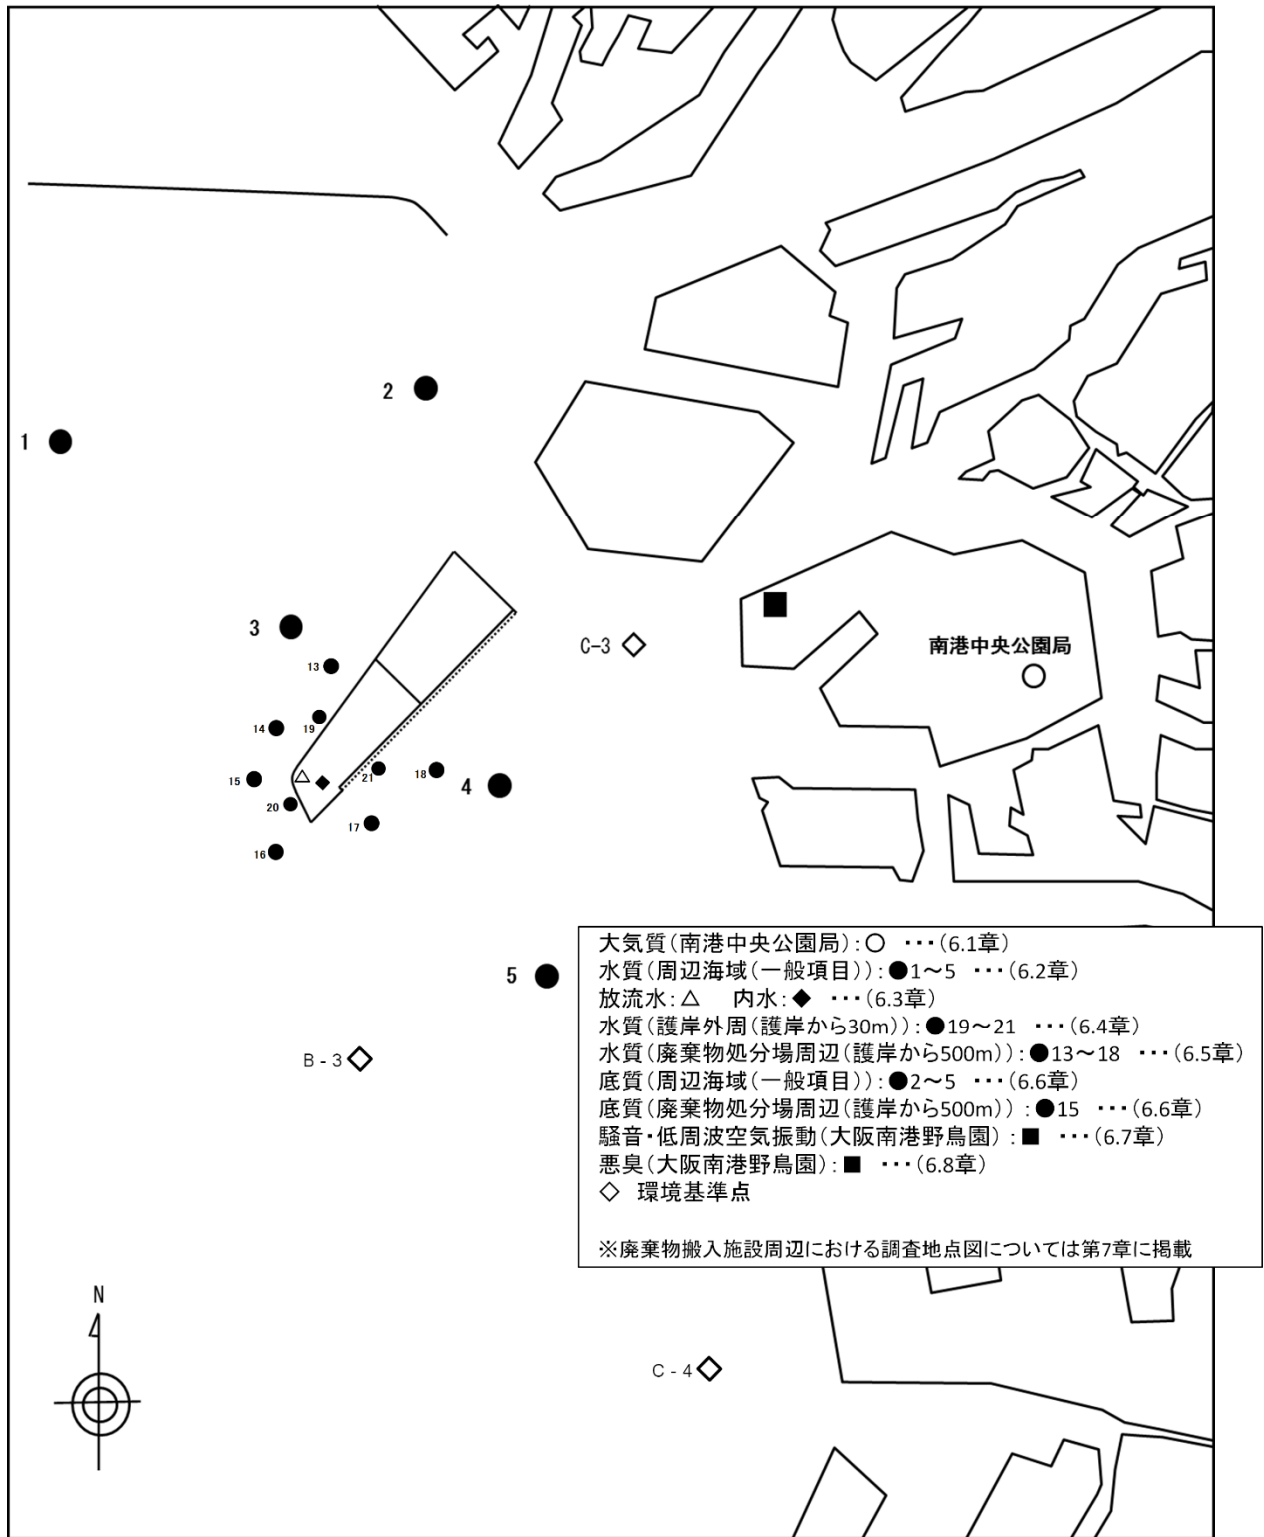 2
1
3
13
C-3
南港中央公園局
14
19
15
21
18
4
20
17
16
5
大気質(南港中央公園局):○ ・・・(6.1章)
水質(周辺海域(一般項目)):●1～5 ・・・(6.2章)
放流水:△ 内水:◆ ・・・(6.3章)
水質(護岸外周(護岸から30m)):●19～21 ・・・(6.4章)
水質(廃棄物処分場周辺(護岸から500m)):●13～18 ・・・(6.5章)
底質(周辺海域(一般項目)):●2～5 ・・・(6.6章)
底質(廃棄物処分場周辺(護岸から500m)):●15 ・・・(6.6章)
騒音・低周波空気振動(大阪南港野鳥園):■ ・・・(6.7章)
悪臭(大阪南港野鳥園):■ ・・・(6.8章)
◇ 環境基準点
※廃棄物搬入施設周辺における調査地点図については第7章に掲載
B-3
N
C-4